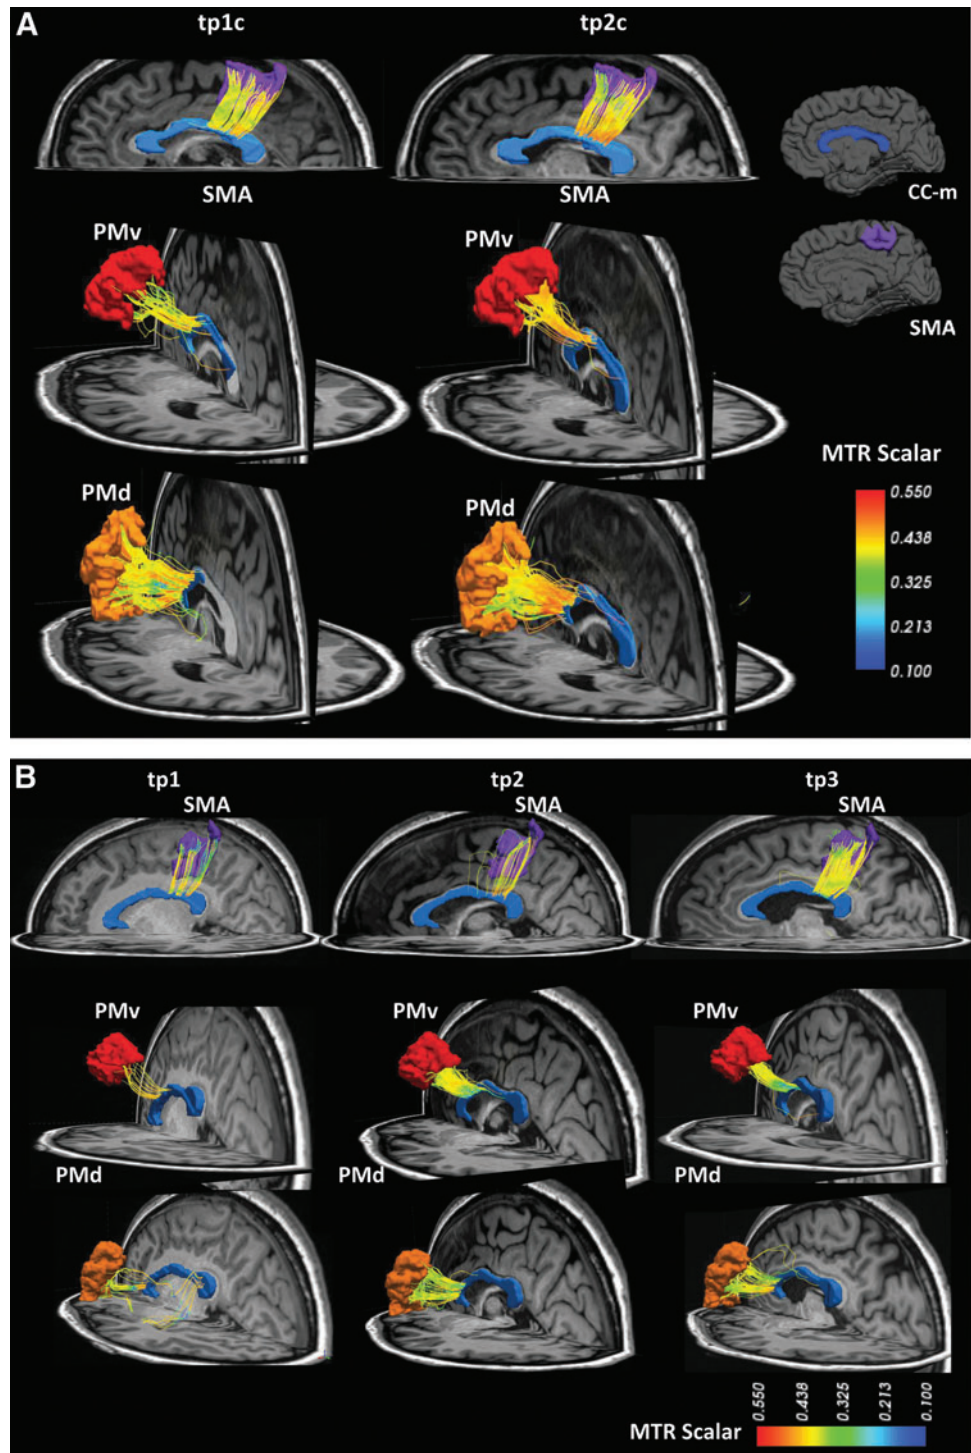 A
tp1c
tp2c
SMA
SMA
CC-m
PMv
PMv
SMA
MTR Scalar
PMd
PMd
0.550
0.438
0.325
0.213
0.100
B
tp1
tp2
tp3
SMA
SMA
SMA
PMv
PMv
PMv
PMd
PMd
PMd
MTR Scalar
0.550
0.438
0.325
0.213
0.100